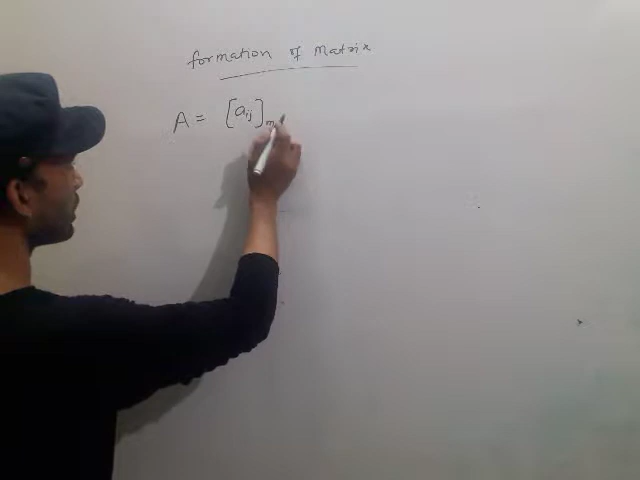 formation of Matrix
A = [aij]m